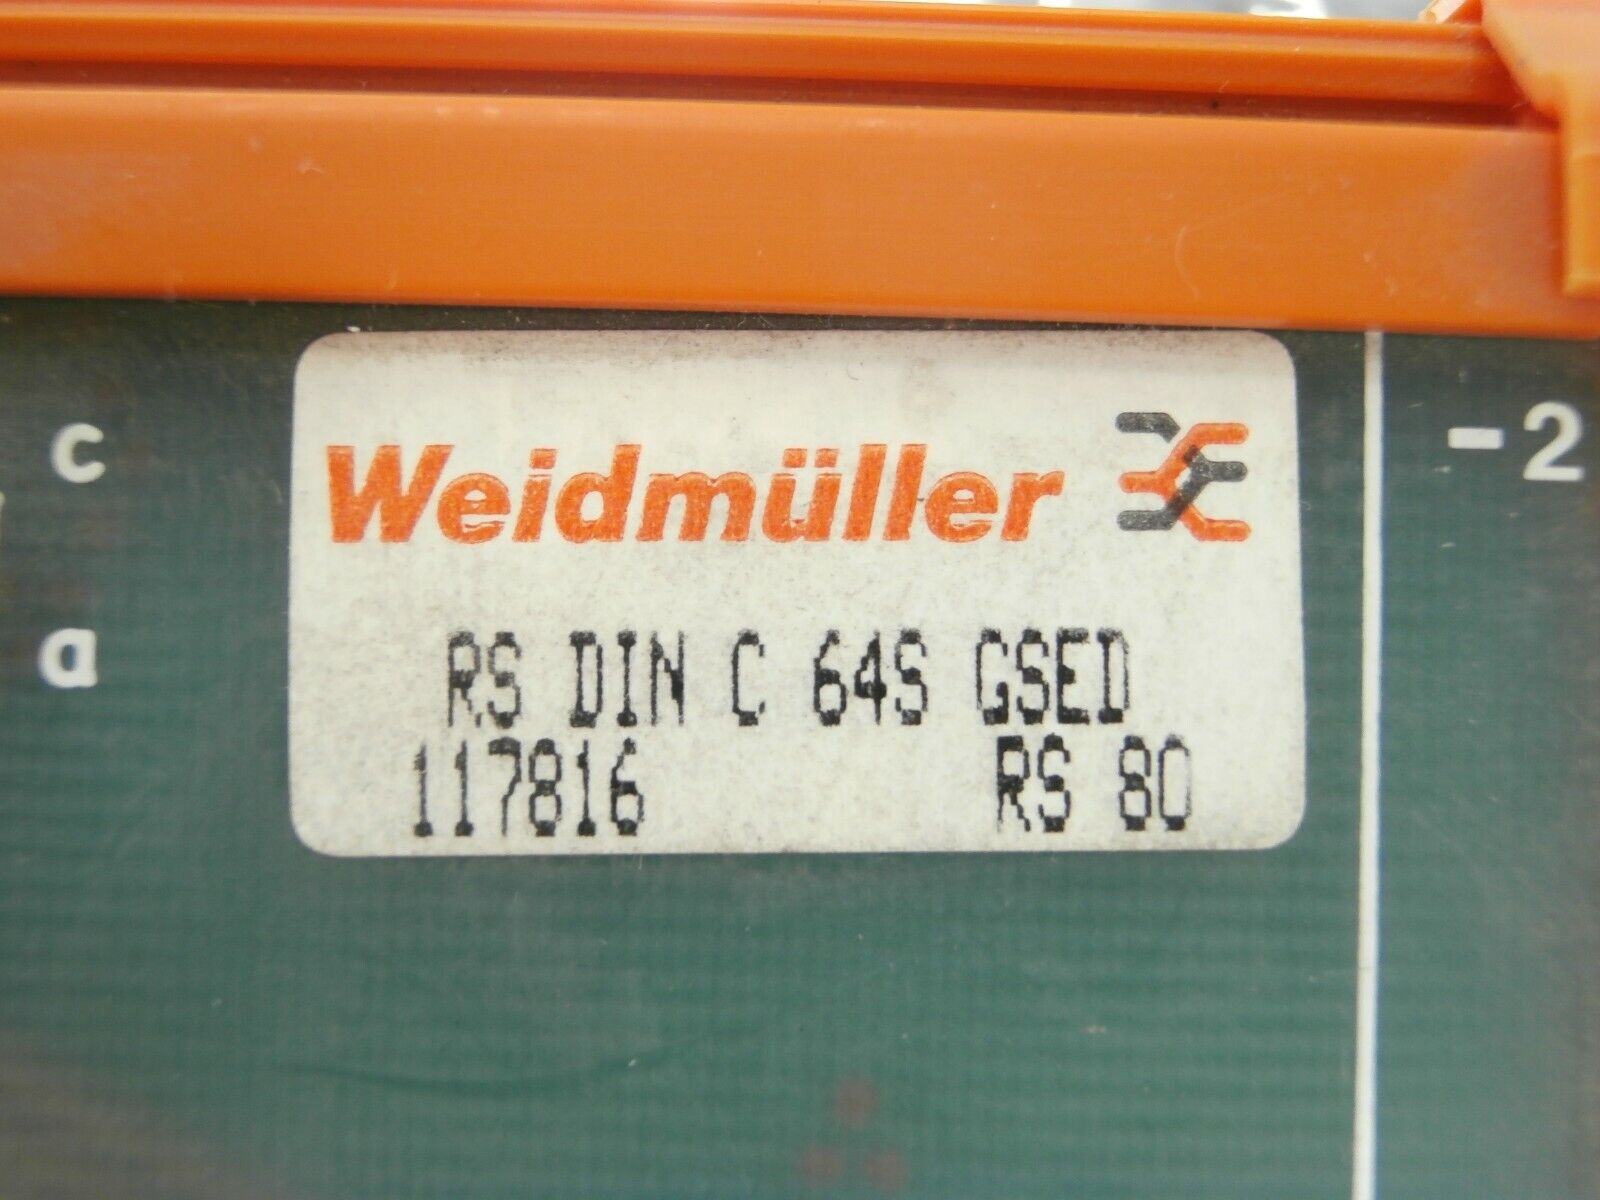 c
-2
Weidmüller
a
RS DIN C 64S GSED
117816 RS 80